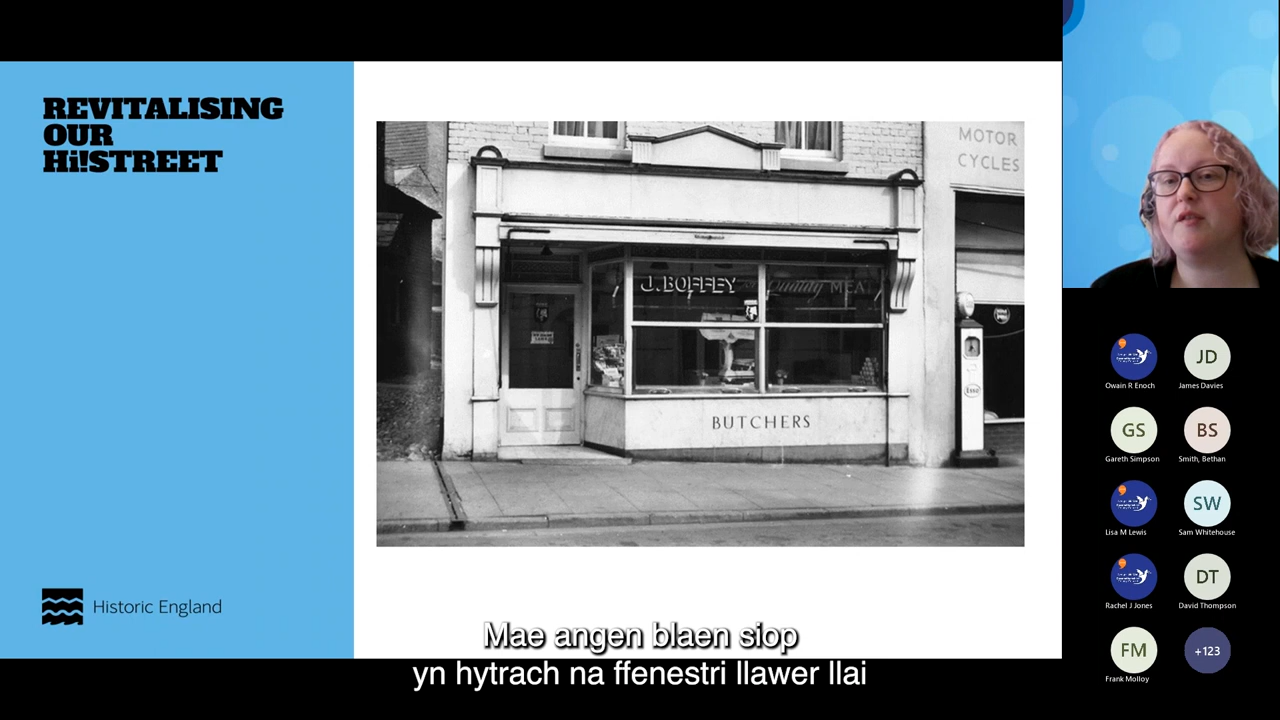 REVITALISING
OUR
Hi!STREET
MOTOR
CYCLES
J. BOFFEY
Quality MEAT
BUTCHERS
ESSO
Historic England
Mae angen blaen siop
yn hytrach na ffenestri llawer llai
Owain R Enoch
JD
James Davies
GS
Gareth Simpson
BS
Smith, Bethan
Lisa M Lewis
SW
Sam Whitehouse
Rachel J Jones
DT
David Thompson
FM
Frank Molloy
+123